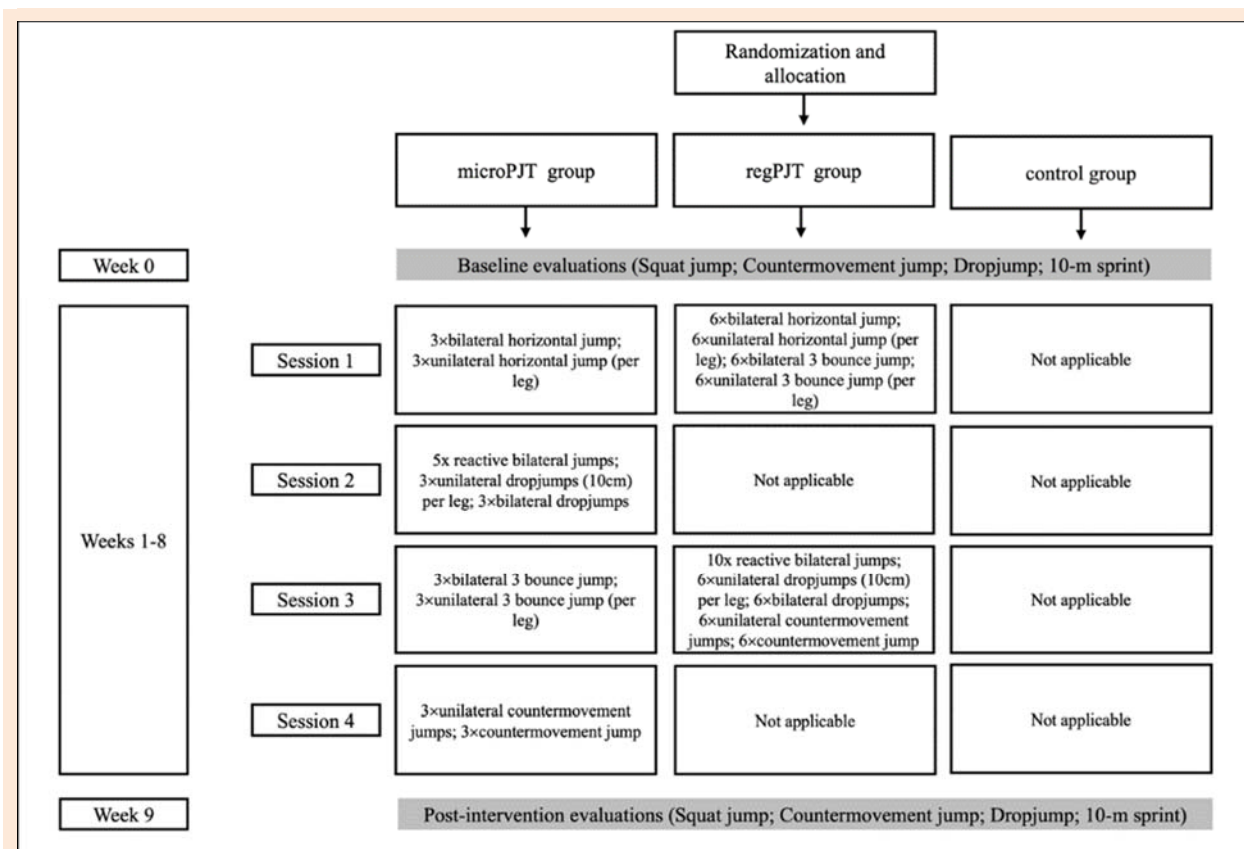 Randomization and
allocation
microPJT group
regPJT group
control group
Week 0
Baseline evaluations (Squat jump; Countermovement jump; Dropjump; 10-m sprint)
Weeks 1-8
Session 1
3×bilateral horizontal jump;
3×unilateral horizontal jump (per
leg)
6×bilateral horizontal jump;
6×unilateral horizontal jump (per
leg); 6×bilateral 3 bounce jump;
6×unilateral 3 bounce jump (per
leg)
Not applicable
Session 2
5x reactive bilateral jumps;
3×unilateral dropjumps (10cm)
per leg; 3×bilateral dropjumps
Not applicable
Not applicable
Session 3
3×bilateral 3 bounce jump;
3×unilateral 3 bounce jump (per
leg)
10x reactive bilateral jumps;
6×unilateral dropjumps (10cm)
per leg; 6×bilateral dropjumps;
6×unilateral countermovement
jumps; 6×countermovement jump
Not applicable
Session 4
3×unilateral countermovement
jumps; 3×countermovement jump
Not applicable
Not applicable
Week 9
Post-intervention evaluations (Squat jump; Countermovement jump; Dropjump; 10-m sprint)